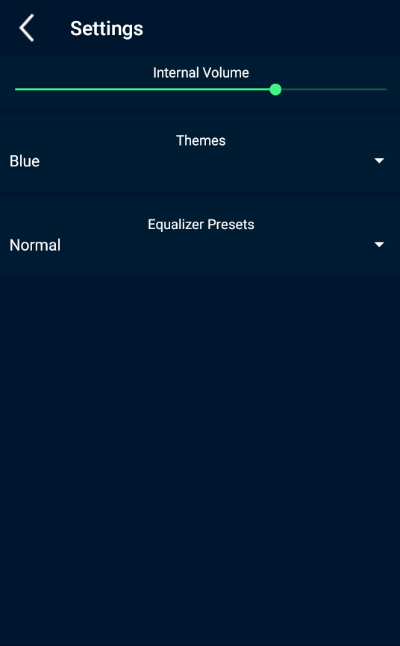 Settings
Internal Volume
Themes
Blue
Equalizer Presets
Normal